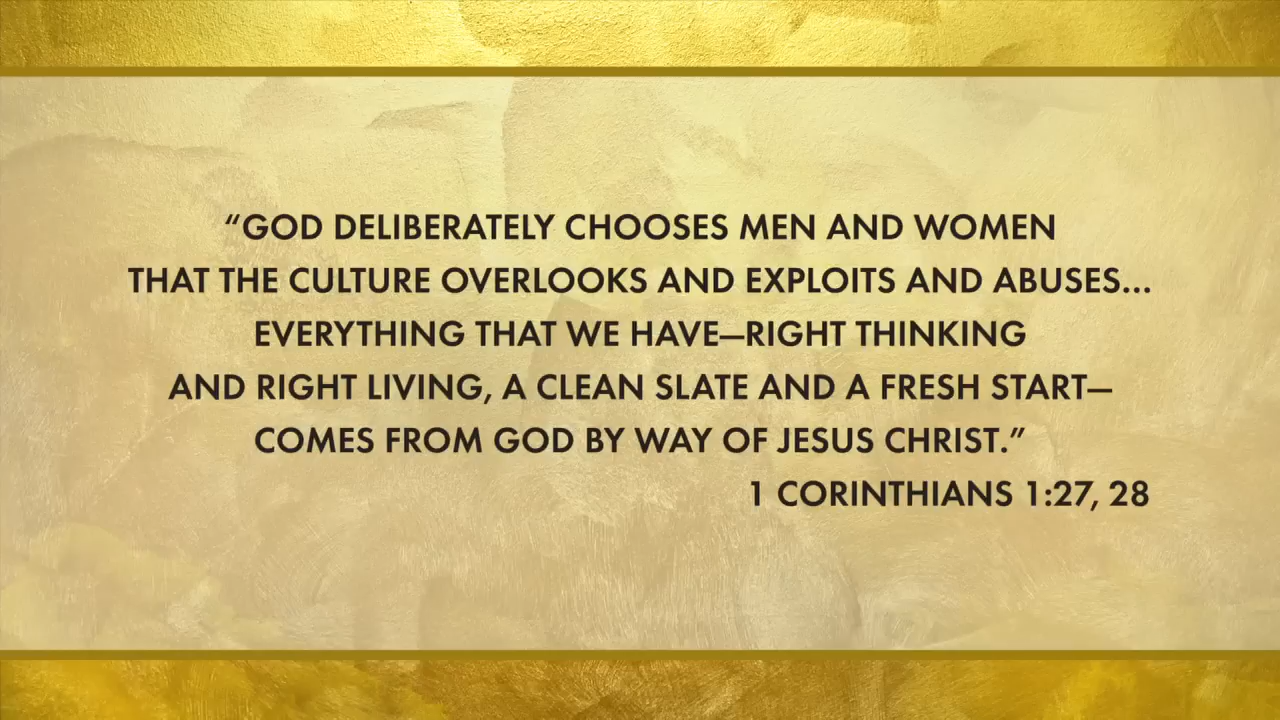 “GOD DELIBERATELY CHOOSES MEN AND WOMEN
THAT THE CULTURE OVERLOOKS AND EXPLOITS AND ABUSES...
EVERYTHING THAT WE HAVE—RIGHT THINKING
AND RIGHT LIVING, A CLEAN SLATE AND A FRESH START—
COMES FROM GOD BY WAY OF JESUS CHRIST.”
1 CORINTHIANS 1:27, 28